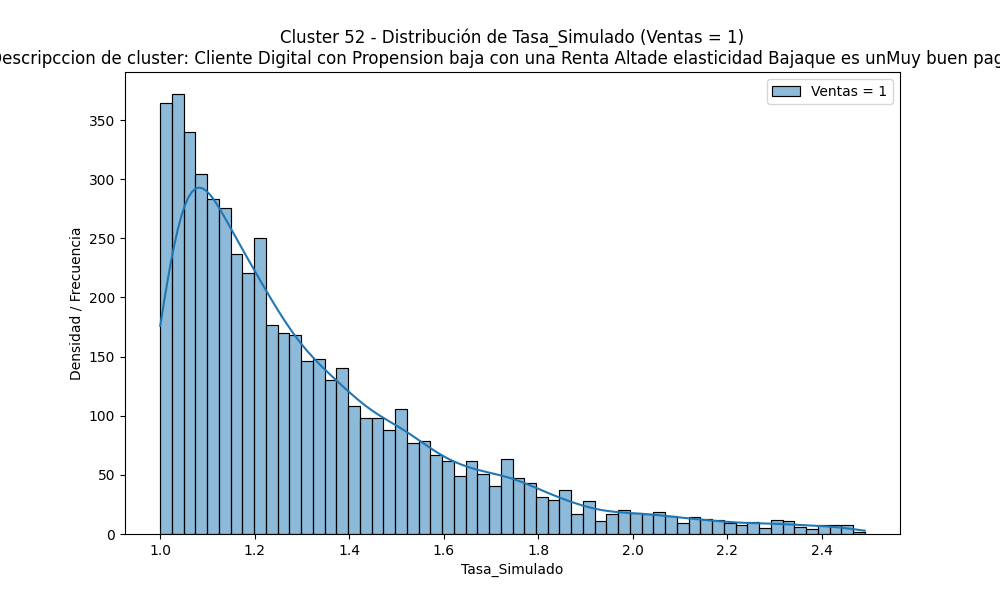 Cluster 52 - Distribución de Tasa_Simulado (Ventas = 1)
escripccion de cluster: Cliente Digital con Propension baja con una Renta Altade elasticidad Bajaque es unMuy buen pag
Ventas = 1
Densidad / Frecuencia
350
300
250
200
150
100
50
0
1.0 1.2 1.4 1.6 1.8 2.0 2.2 2.4
Tasa_Simulado